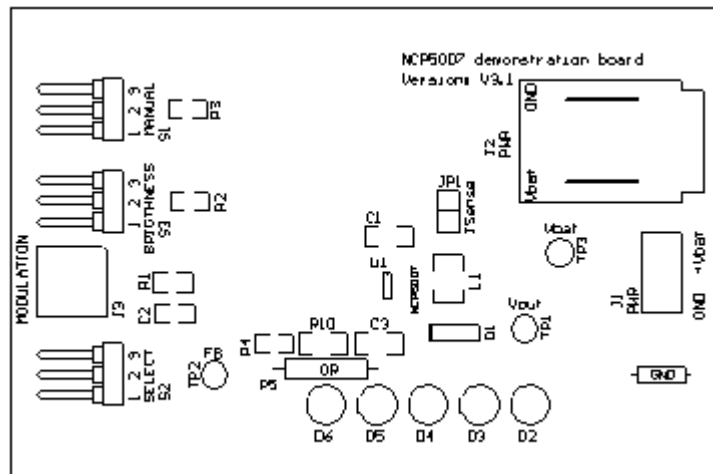 NCP5007 demonstration board
Version: V3.1
1 2 3
MANUAL
S1
R3
GND
J2
PWR
Vbat
1 2 3
BRIGTHNESS
S3
R2
JP1
ISense
C1
Vbat
TP3
U1
NCP5007
L1
J1
PWR
+Vbat
GND
MODULATION
J3
R1
C2
Vout
TP1
D1
R4
R10
C3
1 2 3
SELECT
S2
FB
TP2
R5
0R
GND
D6 D5 D4 D3 D2